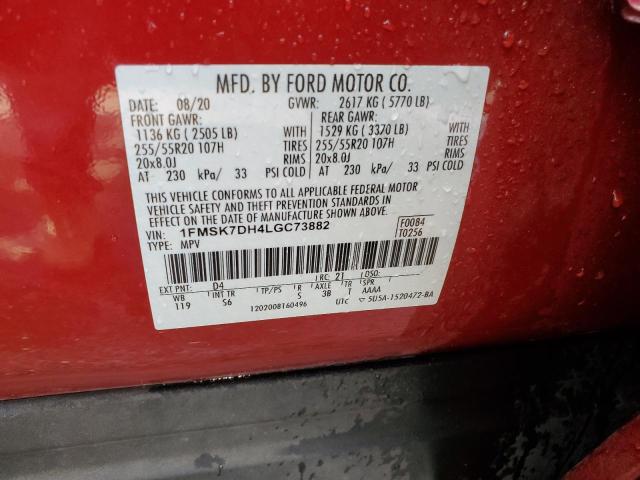 MFD. BY FORD MOTOR CO.
DATE: 08/20 GVWR: 2617 KG ( 5770 LB)
FRONT GAWR: REAR GAWR:
1136 KG ( 2505 LB) WITH 1529 KG ( 3370 LB) WITH
255/55R20 107H TIRES 255/55R20 107H TIRES
20x8.0J RIMS 20x8.0J RIMS
AT 230 kPa/ 33 PSI COLD AT 230 kPa/ 33 PSI COLD
THIS VEHICLE CONFORMS TO ALL APPLICABLE FEDERAL MOTOR
VEHICLE SAFETY AND THEFT PREVENTION STANDARDS
IN EFFECT ON THE DATE OF MANUFACTURE SHOWN ABOVE.
VIN: 1FMSK7DH4LGC73882 F0084
TYPE: MPV T0256
EXT PNT: D4 RC: 21 DSO:
WB INT TR TP/PS R AXLE TR SPR
119 S6 S 3B T AAAA
1202008160496 UTC 5U5A-1520472-BA